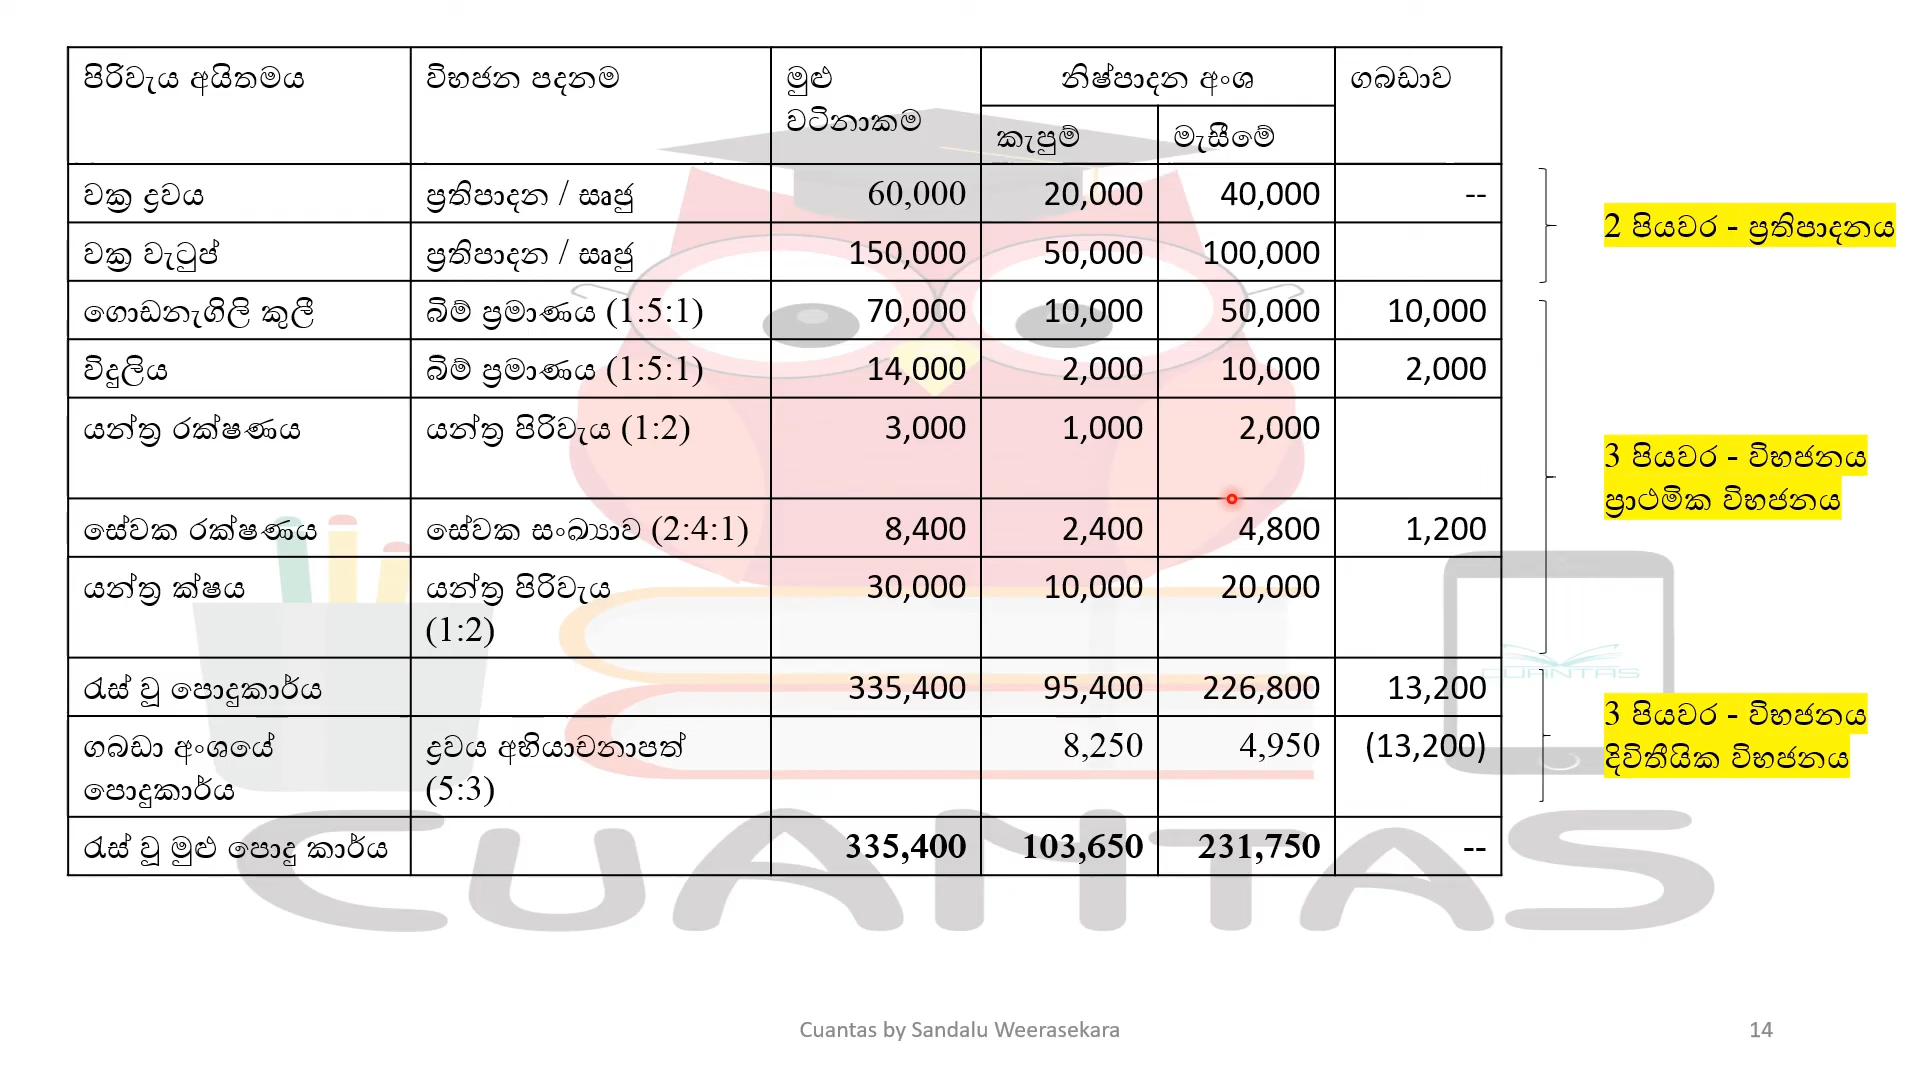 පිරිවැය අයිතමය විභජන පදනම මුළු වටිනාකම නිෂ්පාදන අංශ ගබඩාව
කැපුම් මැසීමේ
වක්‍ර ද්‍රවය ප්‍රතිපාදන / සෘජු 60,000 20,000 40,000 --
වක්‍ර වැටුප් ප්‍රතිපාදන / සෘජු 150,000 50,000 100,000
2 පියවර - ප්‍රතිපාදනය
ගොඩනැගිලි කුලී බිම් ප්‍රමාණය (1:5:1) 70,000 10,000 50,000 10,000
විදුලිය බිම් ප්‍රමාණය (1:5:1) 14,000 2,000 10,000 2,000
යන්ත්‍ර රක්ෂණය යන්ත්‍ර පිරිවැය (1:2) 3,000 1,000 2,000
3 පියවර - විභජනය
ප්‍රාථමික විභජනය
සේවක රක්ෂණය සේවක සංඛ්‍යාව (2:4:1) 8,400 2,400 4,800 1,200
යන්ත්‍ර ක්ෂය යන්ත්‍ර පිරිවැය 30,000 10,000 20,000
(1:2)
රැස් වූ පොදුකාර්ය 335,400 95,400 226,800 13,200
3 පියවර - විභජනය
දිවිතීයික විභජනය
ගබඩා අංශයේ ද්‍රවය අභියාචනාපත් 8,250 4,950 (13,200)
පොදුකාර්ය (5:3)
රැස් වූ මුළු පොදු කාර්ය 335,400 103,650 231,750 --
CUANTAS
CUANTAS
Cuantas by Sandalu Weerasekara 14